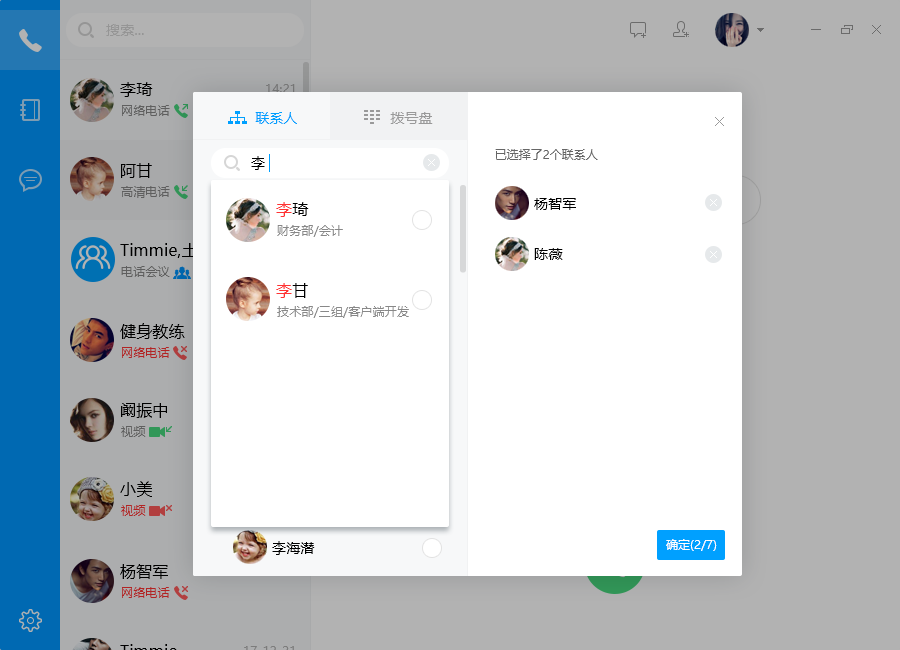 搜索...
李琦
14:21
网络电话
阿甘
高清电话
Timmie,土
电话会议
健身教练
网络电话
阚振中
视频
小美
视频
杨智军
网络电话
Timmie
17-12-21
联系人
拨号盘
李
李琦
财务部/会计
李甘
技术部/三组/客户端开发
李海潜
已选择了2个联系人
杨智军
陈薇
确定(2/7)